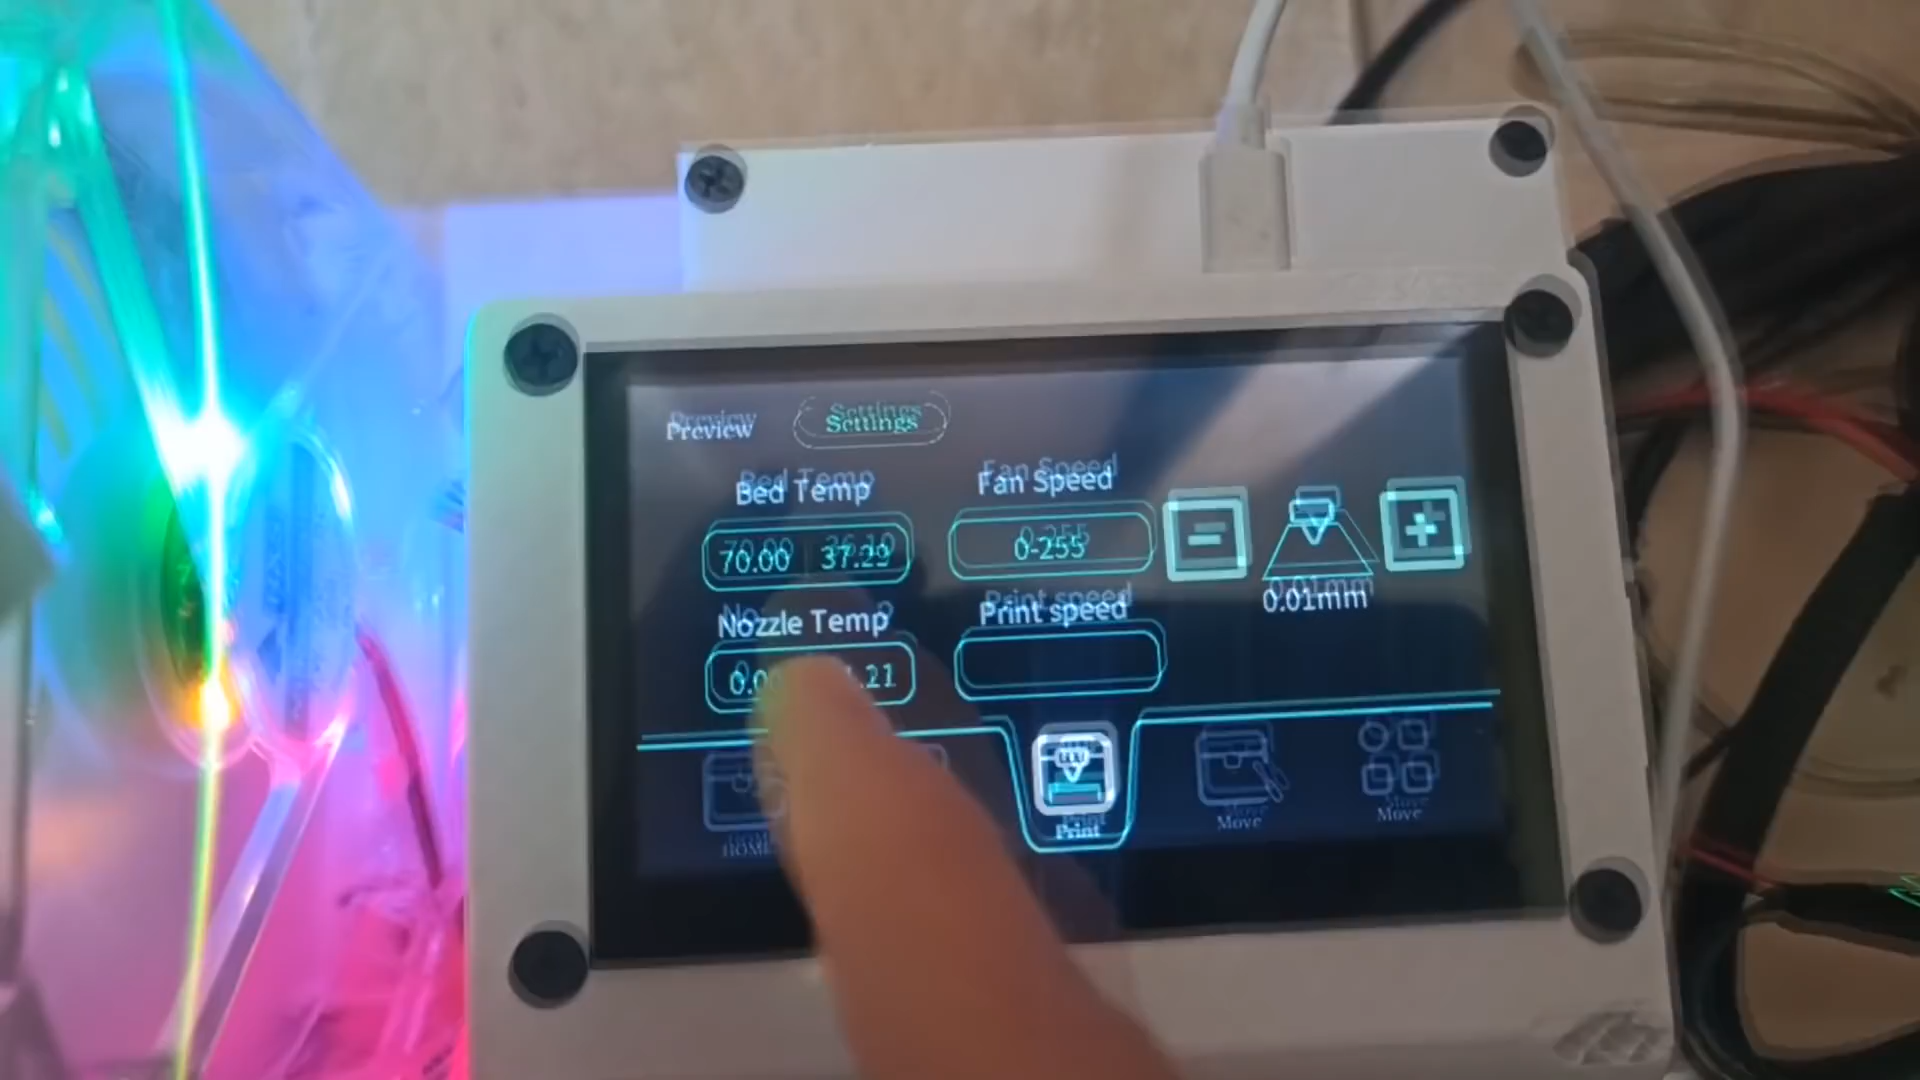 Preview Settings
Bed Temp Fan Speed
70.00 37.29 0-255
0.01mm
Nozzle Temp Print speed
.21
HOME Print Move Move